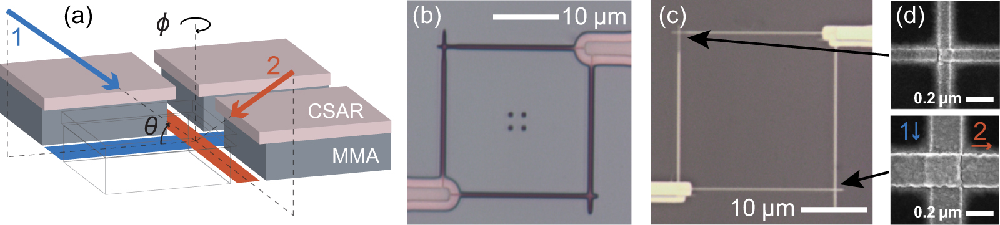 (a)
ϕ
1
2
θ
CSAR
MMA
(b)
10 µm
(c)
10 µm
(d)
0.2 µm
1↓ 2→
0.2 µm